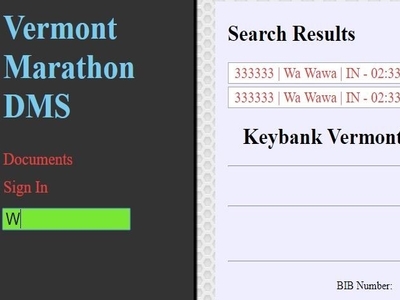 Vermont
Marathon
DMS
Documents
Sign In
W
Search Results
333333 | Wa Wawa | IN - 02:33
333333 | Wa Wawa | IN - 02:33
Keybank Vermont
BIB Number: